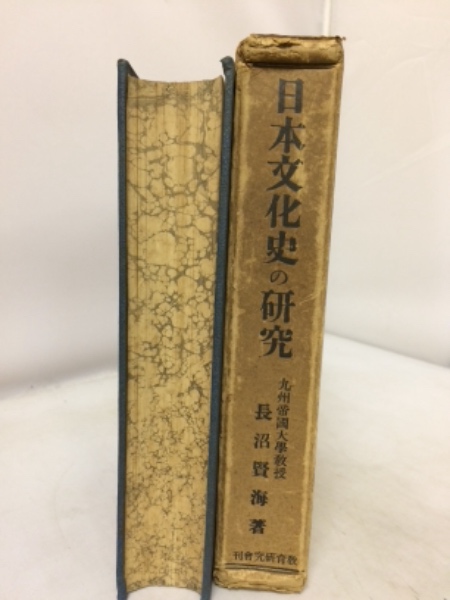 日本文化史の研究
九州帝國大學教授
長沼賢海著
教育研究會刊